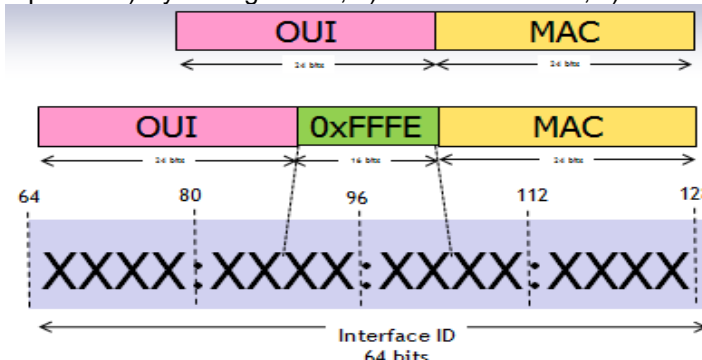 OUI MAC
24 bits 24 bits
OUI 0xFFFE MAC
24 bits 16 bits 24 bits
64 80 96 112 128
XXXX:XXXX:XXXX:XXXX
Interface ID
64 bits